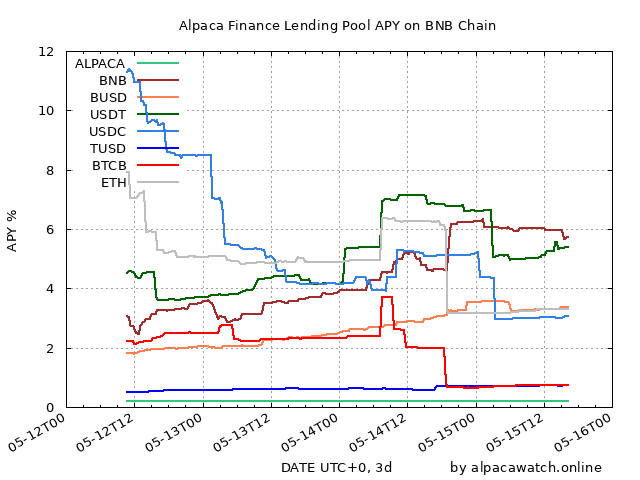 Alpaca Finance Lending Pool APY on BNB Chain
12
10
8
6
4
2
0
APY %
ALPACA
BNB
BUSD
USDT
USDC
TUSD
BTCB
ETH
05-12T00
05-12T12
05-13T00
05-13T12
05-14T00
05-14T12
05-15T00
05-15T12
05-16T00
DATE UTC+0, 3d
by alpacawatch.online